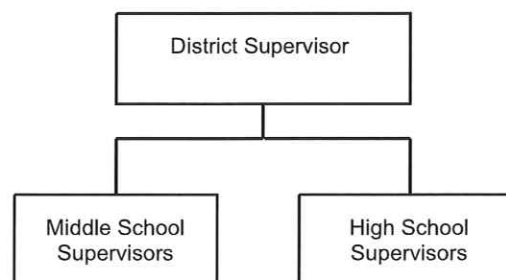 District Supervisor
Middle School
Supervisors
High School
Supervisors